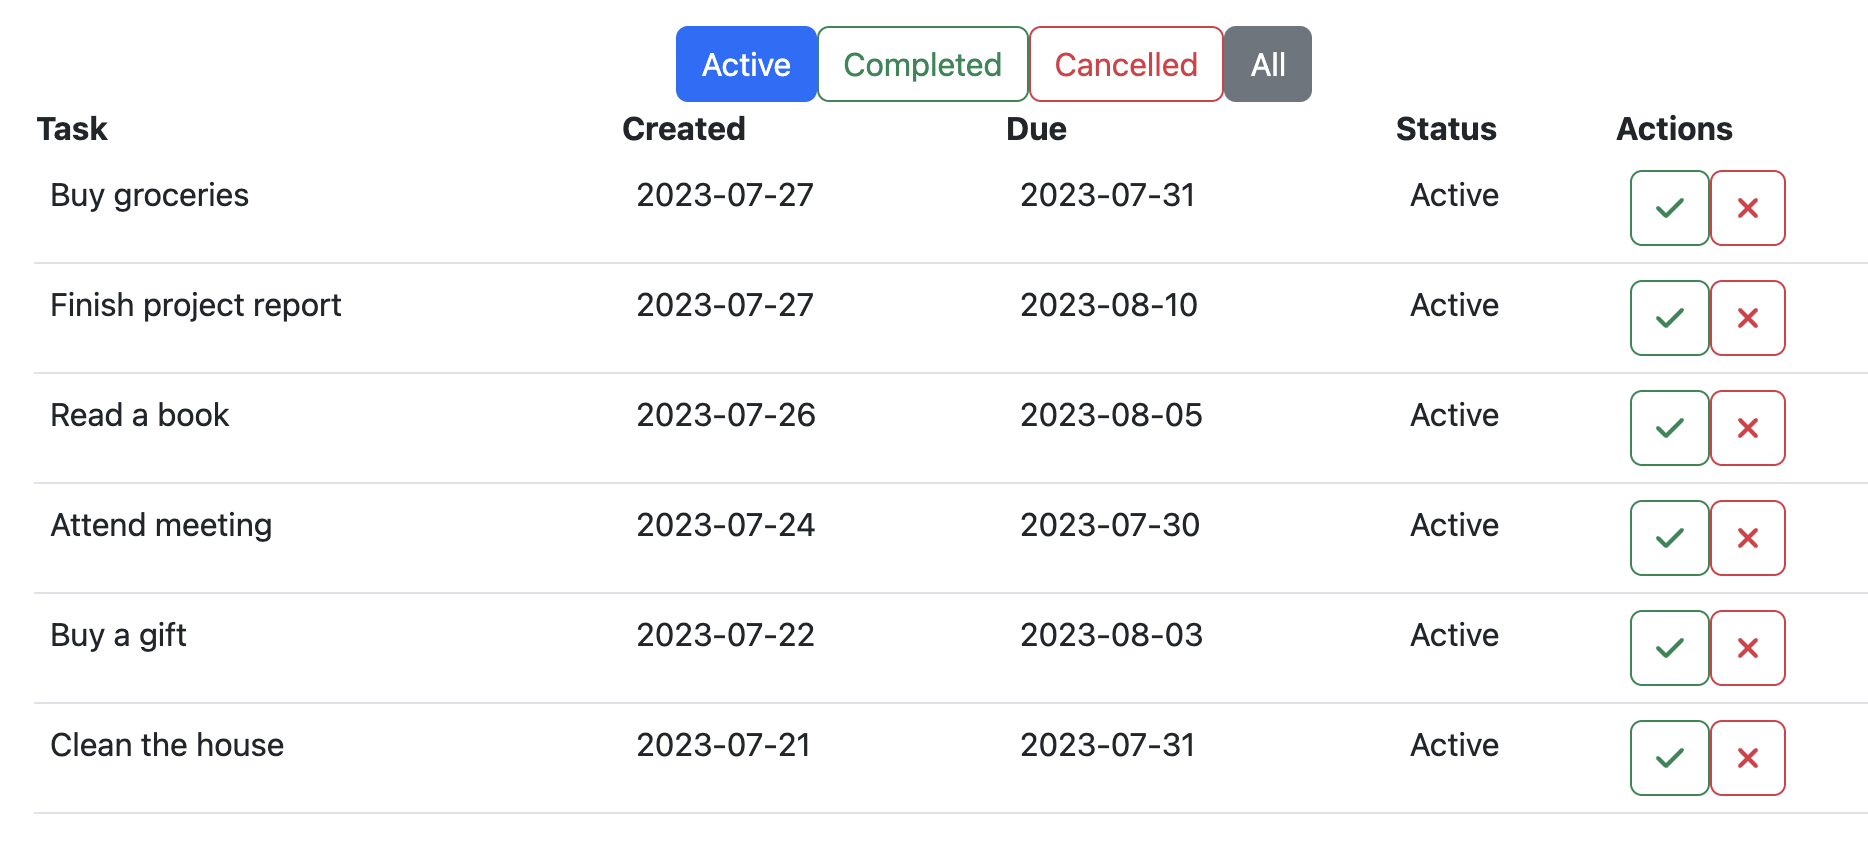 Active Completed Cancelled All
Task Created Due Status Actions
Buy groceries 2023-07-27 2023-07-31 Active
Finish project report 2023-07-27 2023-08-10 Active
Read a book 2023-07-26 2023-08-05 Active
Attend meeting 2023-07-24 2023-07-30 Active
Buy a gift 2023-07-22 2023-08-03 Active
Clean the house 2023-07-21 2023-07-31 Active